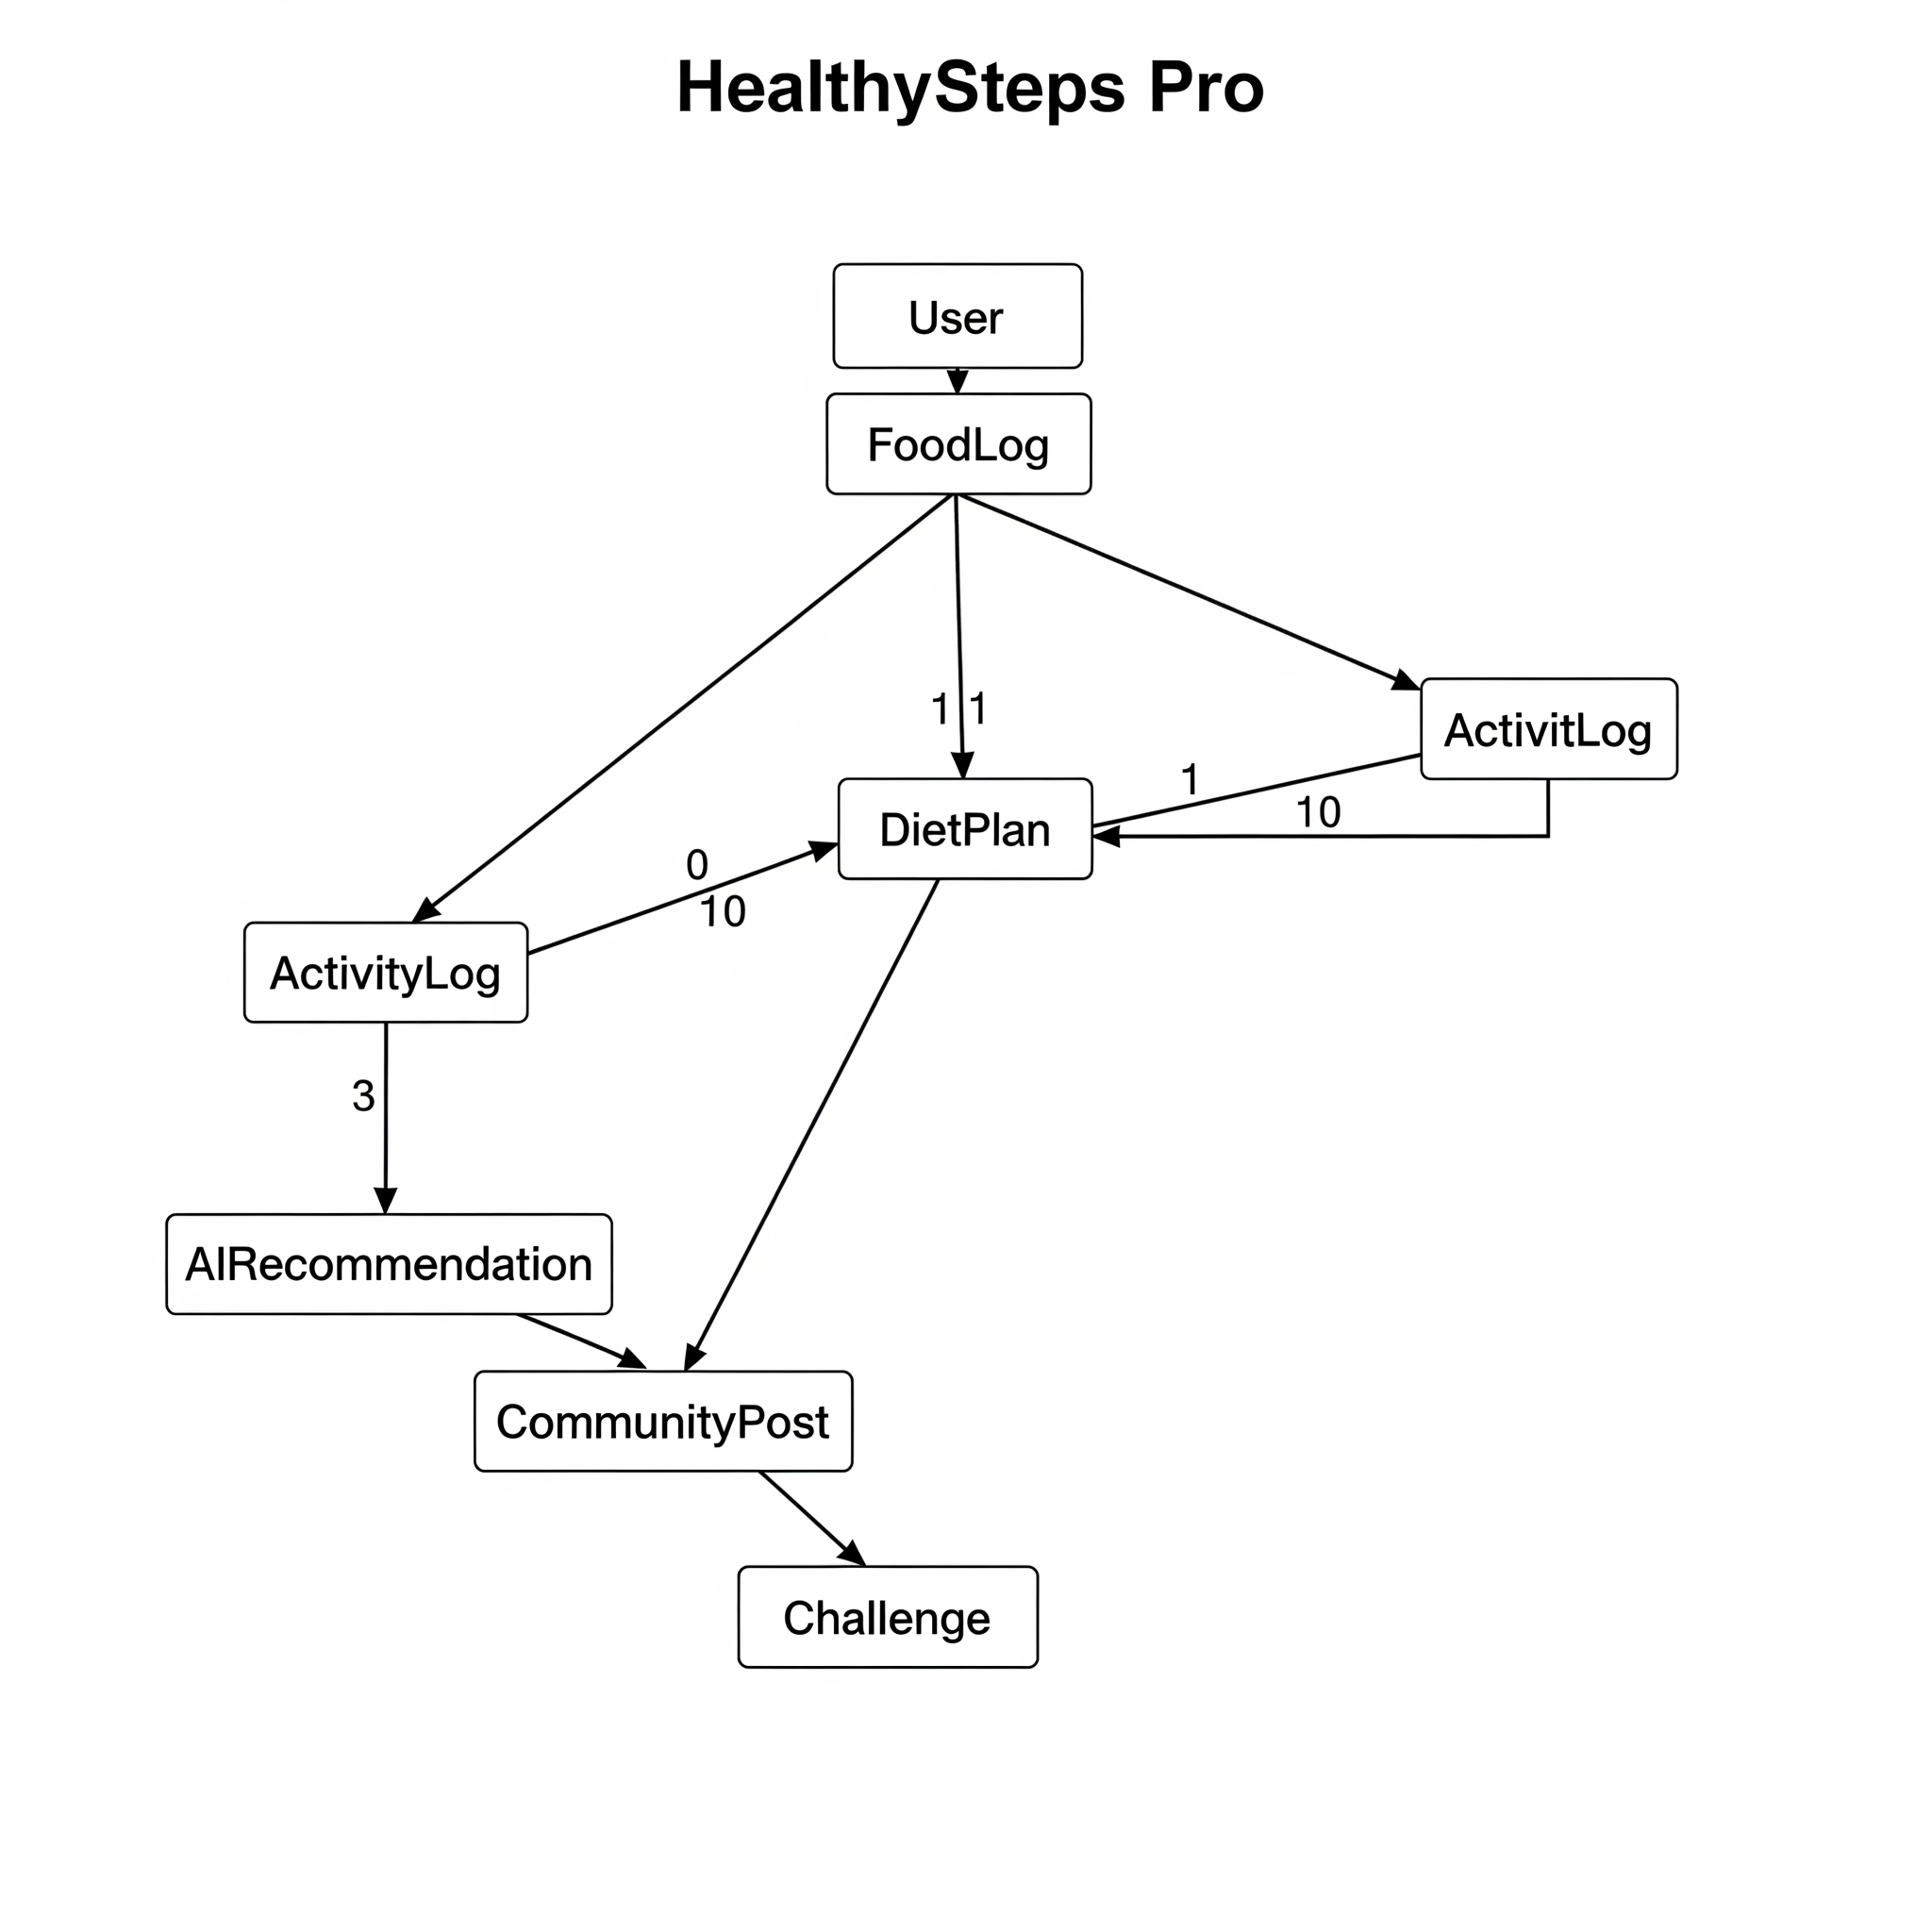 HealthySteps Pro
User
FoodLog
1 1
ActivitLog
1
10
DietPlan
0
10
ActivityLog
3
AIRecommendation
CommunityPost
Challenge